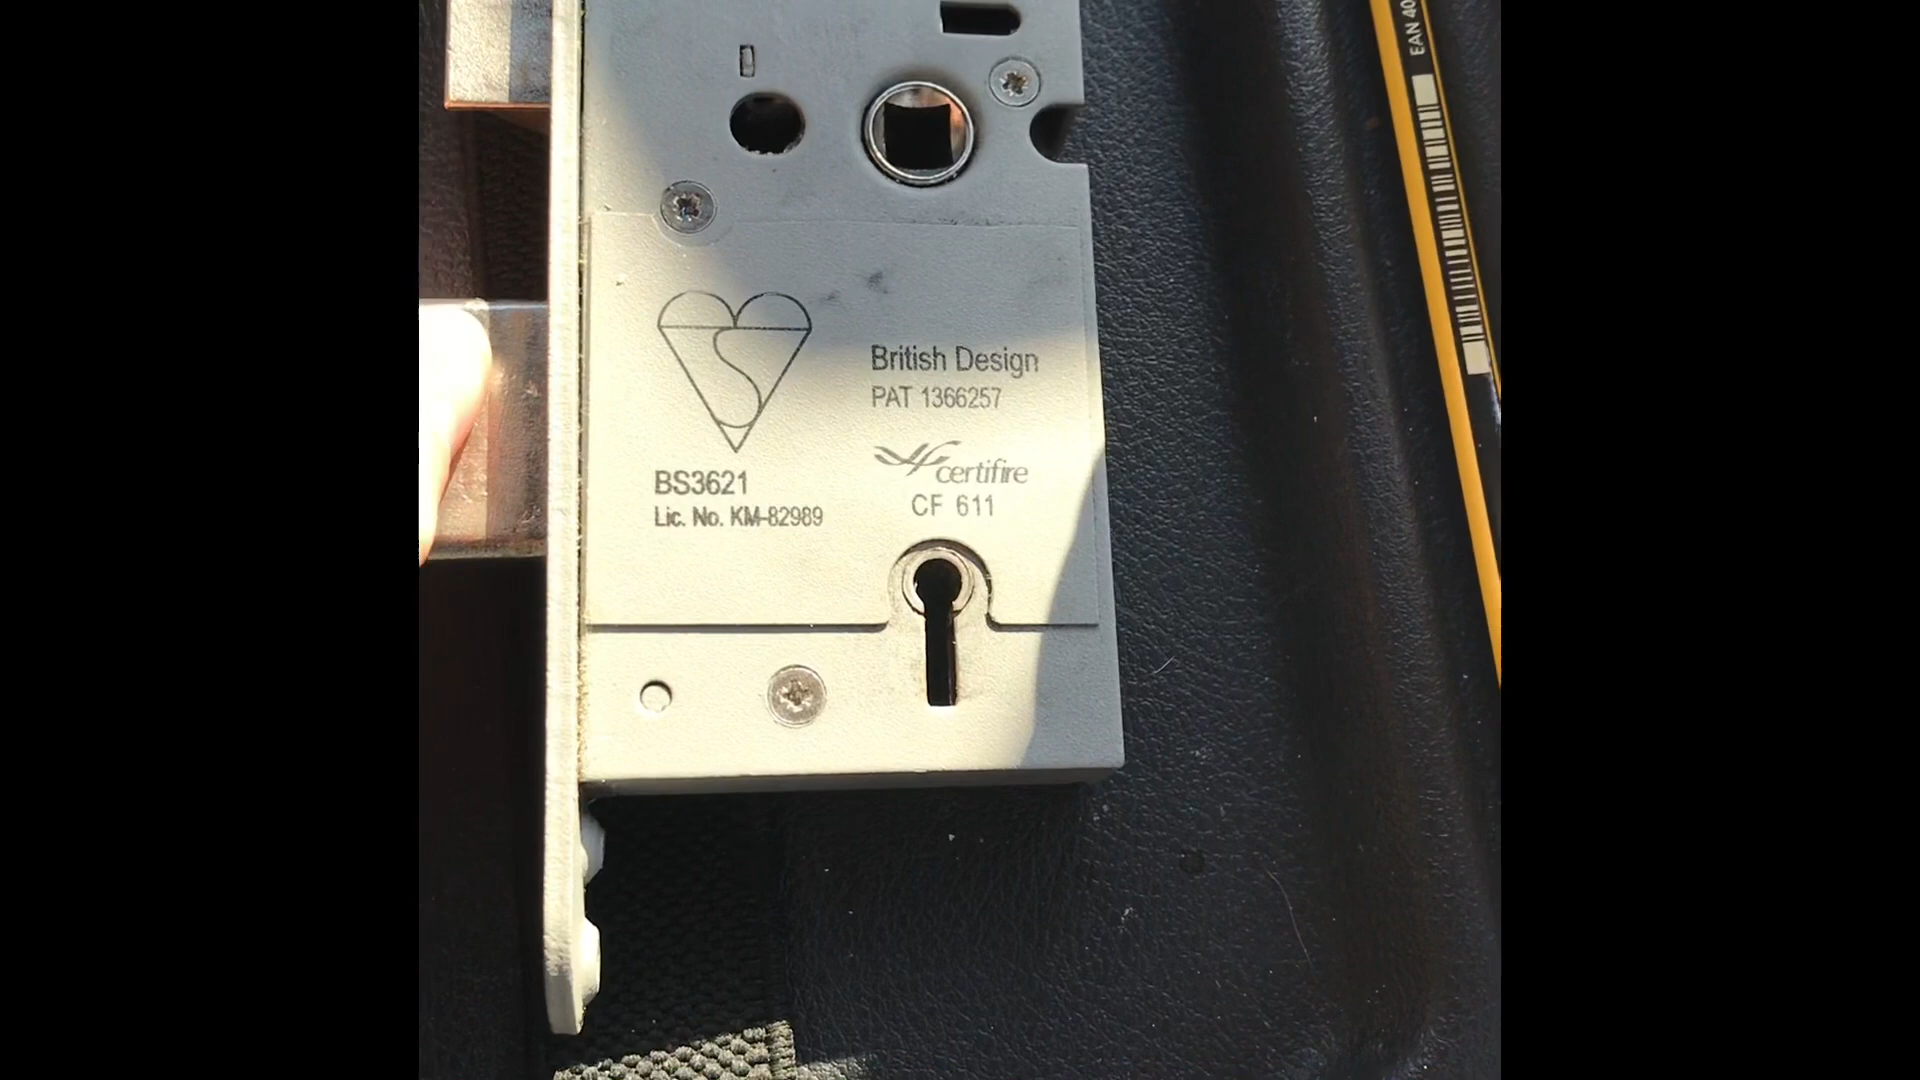 EAN 40
British Design
PAT 1366257
certifire
CF 611
BS3621
Lic. No. KM-82989